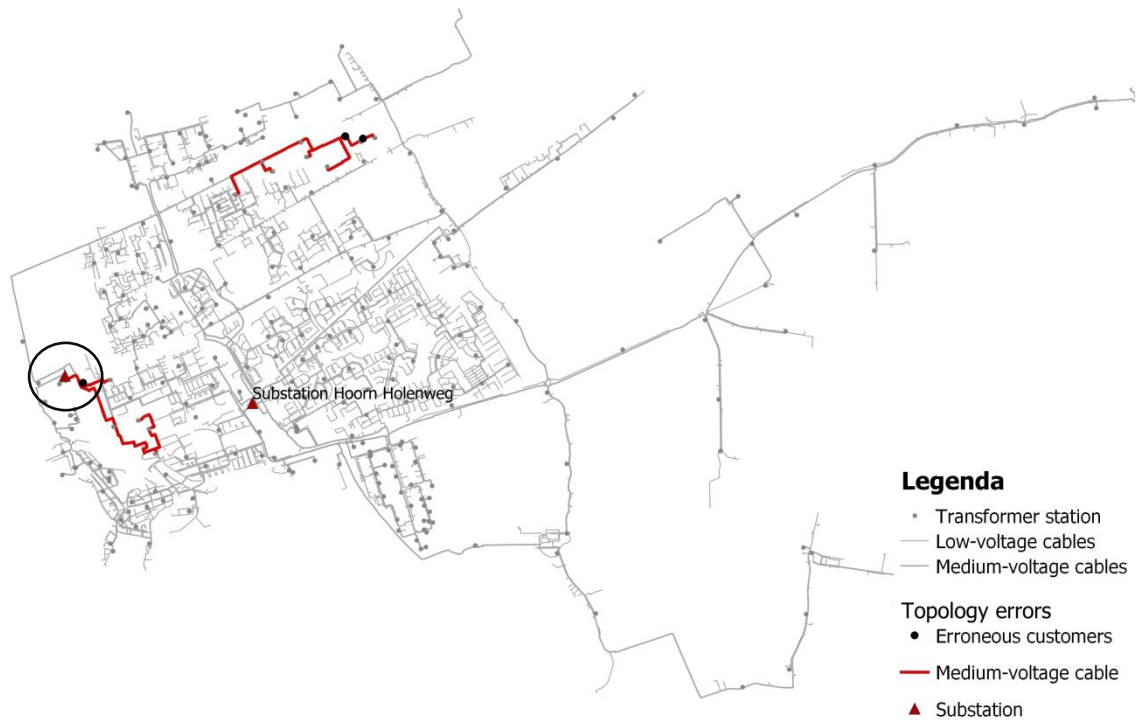 Substation Hoorn Holenweg
Legenda
Transformer station
Low-voltage cables
Medium-voltage cables
Topology errors
Erroneous customers
Medium-voltage cable
Substation